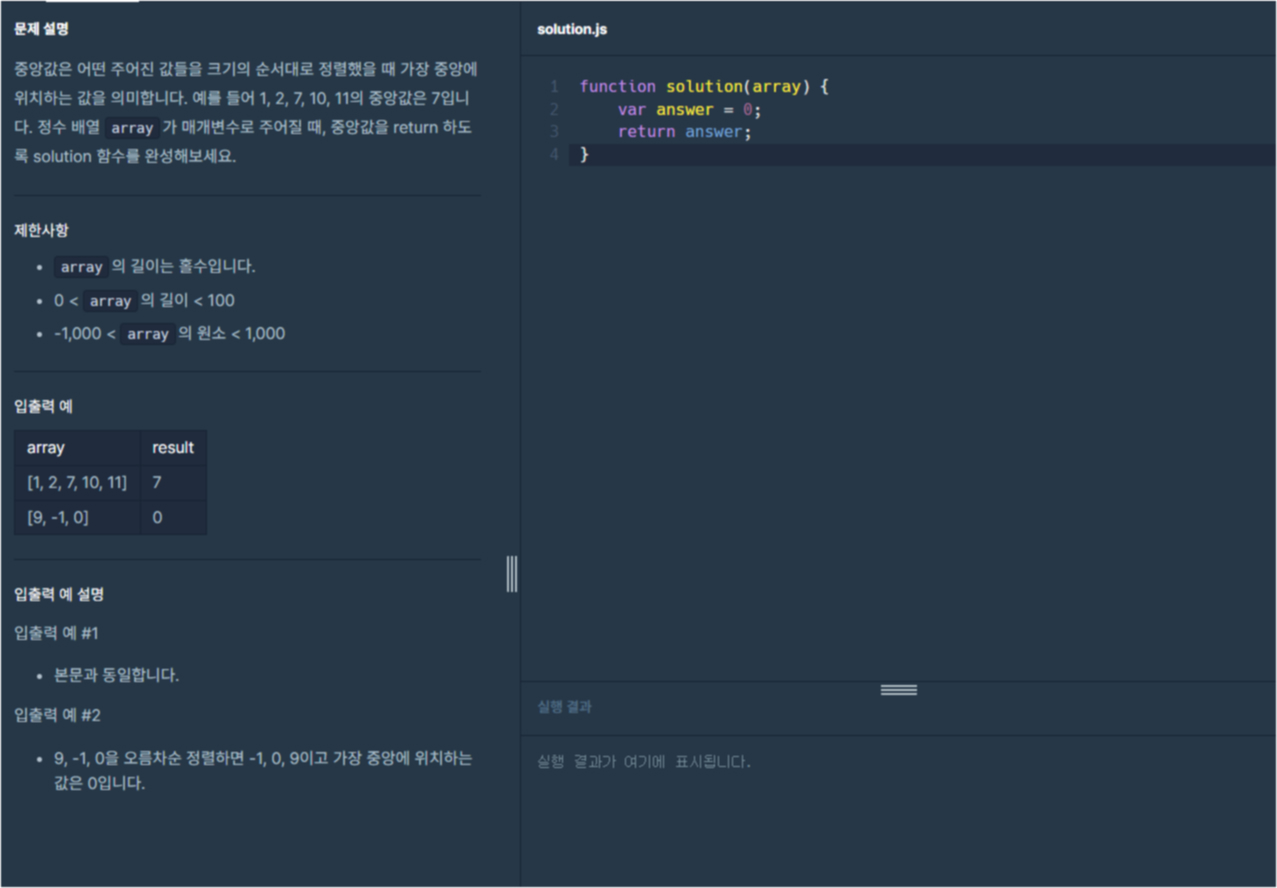 문제 설명
중앙값은 어떤 주어진 값들을 크기의 순서대로 정렬했을 때 가장 중앙에
위치하는 값을 의미합니다. 예를 들어 1, 2, 7, 10, 11의 중앙값은 7입니
다. 정수 배열 array 가 매개변수로 주어질 때, 중앙값을 return 하도
록 solution 함수를 완성해보세요.
제한사항
• array 의 길이는 홀수입니다.
• 0 < array 의 길이 < 100
• -1,000 < array 의 원소 < 1,000
입출력 예
array result
[1, 2, 7, 10, 11] 7
[9, -1, 0] 0
입출력 예 설명
입출력 예 #1
• 본문과 동일합니다.
입출력 예 #2
• 9, -1, 0을 오름차순 정렬하면 -1, 0, 9이고 가장 중앙에 위치하는
값은 0입니다.
solution.js
1 function solution(array) {
2 var answer = 0;
3 return answer;
4 }
실행 결과
실행 결과가 여기에 표시됩니다.